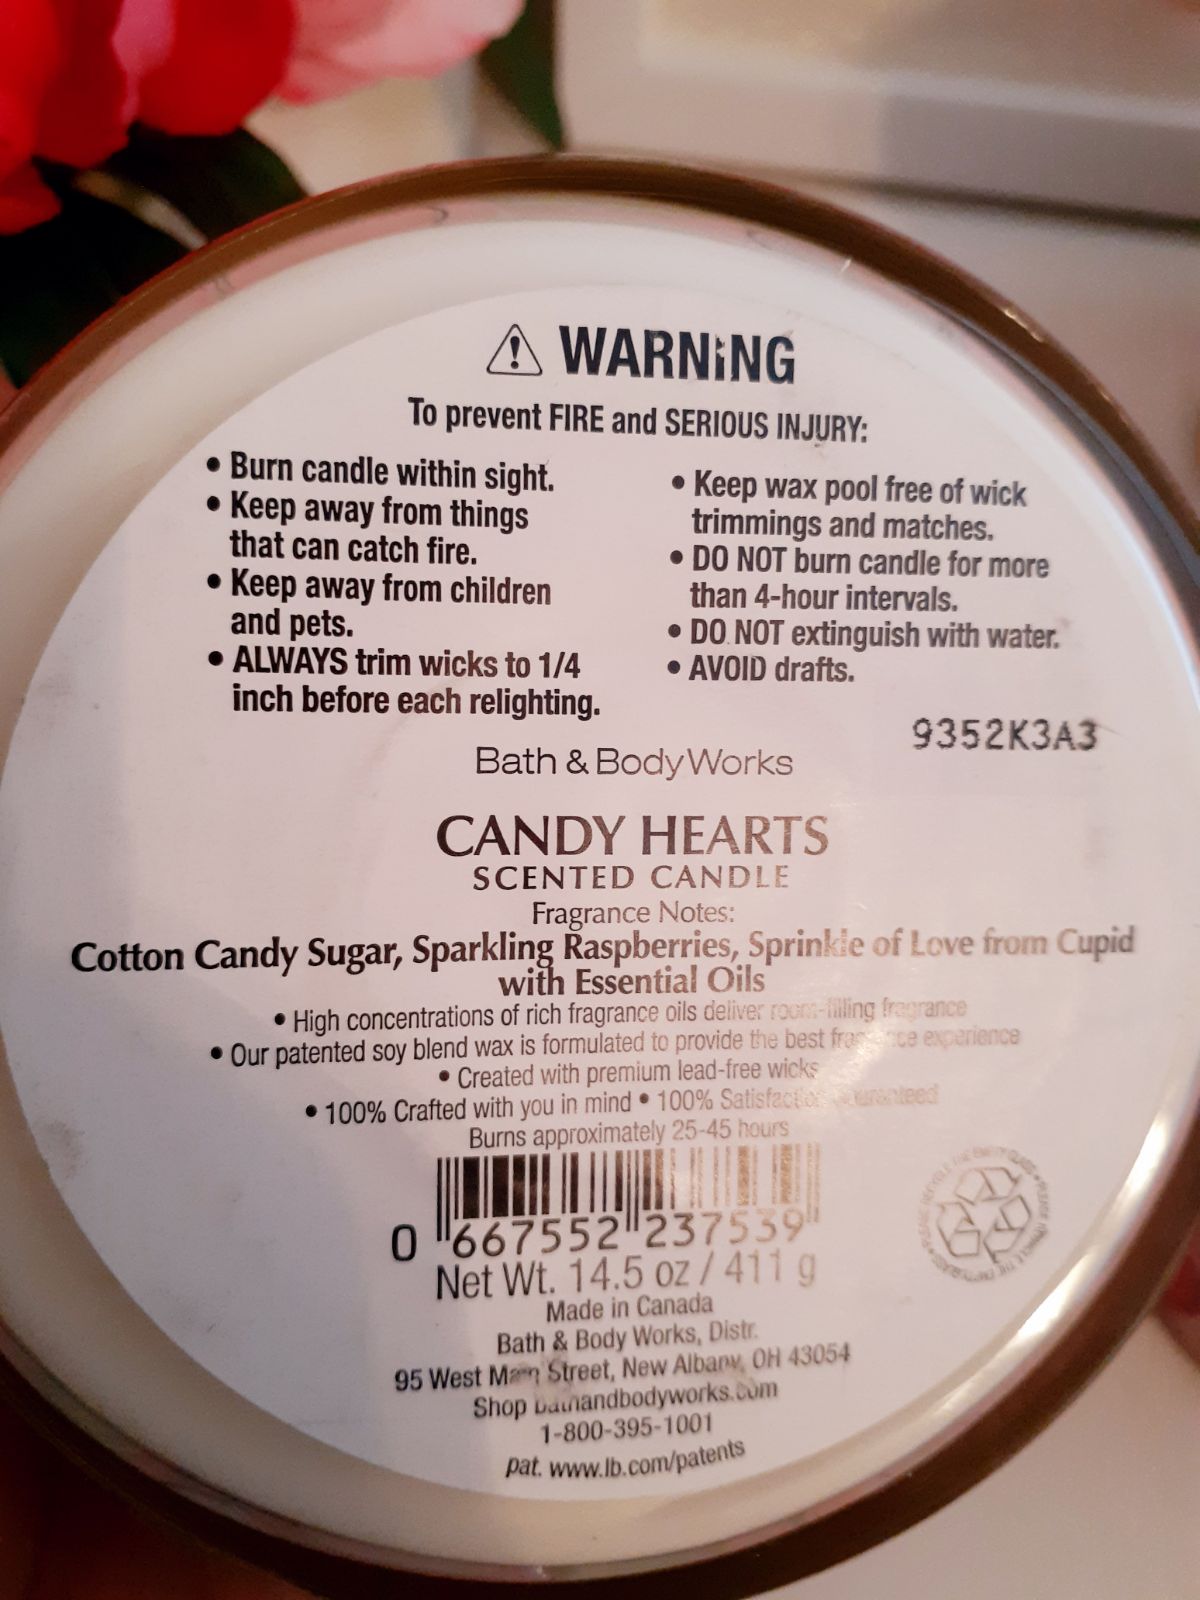 WARNING
To prevent FIRE and SERIOUS INJURY:
• Burn candle within sight.
• Keep away from things
that can catch fire.
• Keep away from children
and pets.
• ALWAYS trim wicks to 1/4
inch before each relighting.
• Keep wax pool free of wick
trimmings and matches.
• DO NOT burn candle for more
than 4-hour intervals.
• DO NOT extinguish with water.
• AVOID drafts.
9352K3A3
Bath & Body Works
CANDY HEARTS
SCENTED CANDLE
Fragrance Notes:
Cotton Candy Sugar, Sparkling Raspberries, Sprinkle of Love from Cupid
with Essential Oils
• High concentrations of rich fragrance oils deliver room-filling fragrance
• Our patented soy blend wax is formulated to provide the best fragrance experience
• Created with premium lead-free wicks
• 100% Crafted with you in mind • 100% Satisfaction Guaranteed
Burns approximately 25-45 hours
0 667552 237539
Net Wt. 14.5 oz / 411 g
Made in Canada
Bath & Body Works, Distr.
95 West Main Street, New Albany, OH 43054
Shop bathandbodyworks.com
1-800-395-1001
pat. www.lb.com/patents